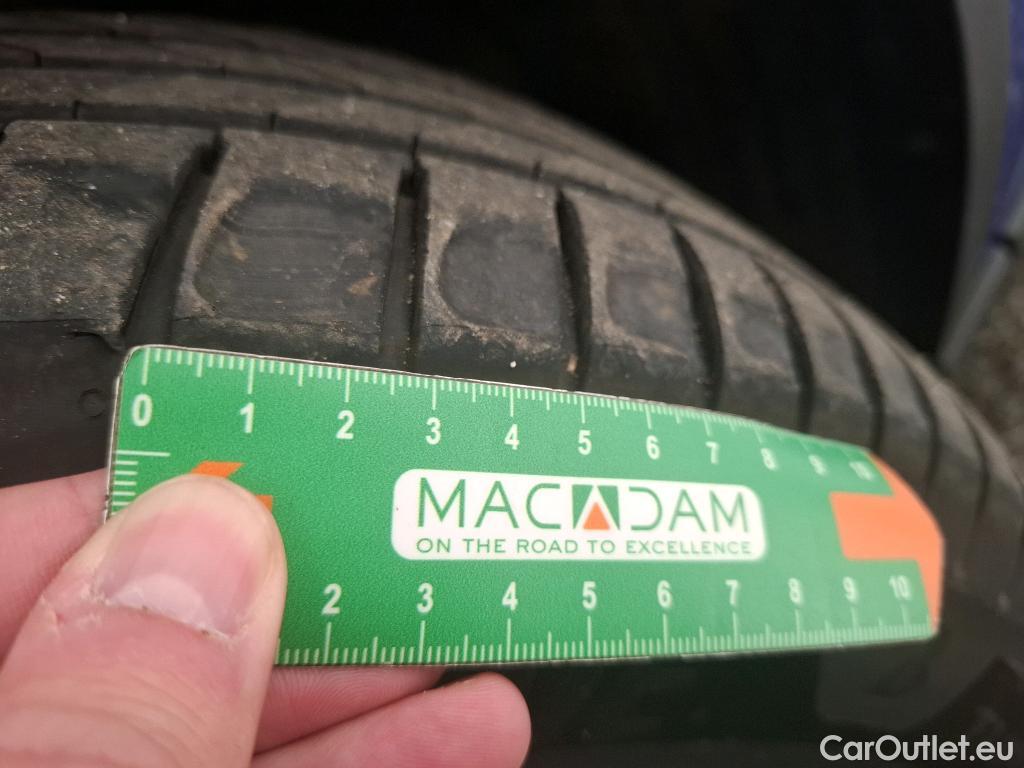 0 1 2 3 4 5 6 7 8 9 10
MACADAM
ON THE ROAD TO EXCELLENCE
2 3 4 5 6 7 8 9 10
CarOutlet.eu